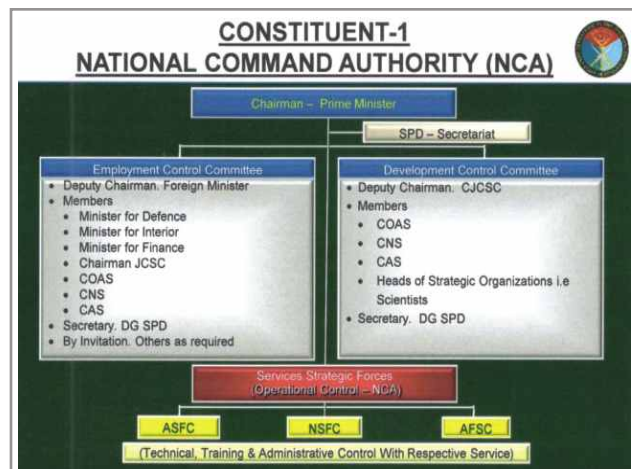 CONSTITUENT-1
NATIONAL COMMAND AUTHORITY (NCA)
Chairman – Prime Minister
SPD – Secretariat
Employment Control Committee
• Deputy Chairman. Foreign Minister
• Members
• Minister for Defence
• Minister for Interior
• Minister for Finance
• Chairman JCSC
• COAS
• CNS
• CAS
• Secretary. DG SPD
• By Invitation. Others as required
Development Control Committee
• Deputy Chairman. CJCSC
• Members
• COAS
• CNS
• CAS
• Heads of Strategic Organizations i.e
Scientists
• Secretary. DG SPD
Services Strategic Forces
(Operational Control – NCA)
ASFC
NSFC
AFSC
(Technical, Training & Administrative Control With Respective Service)